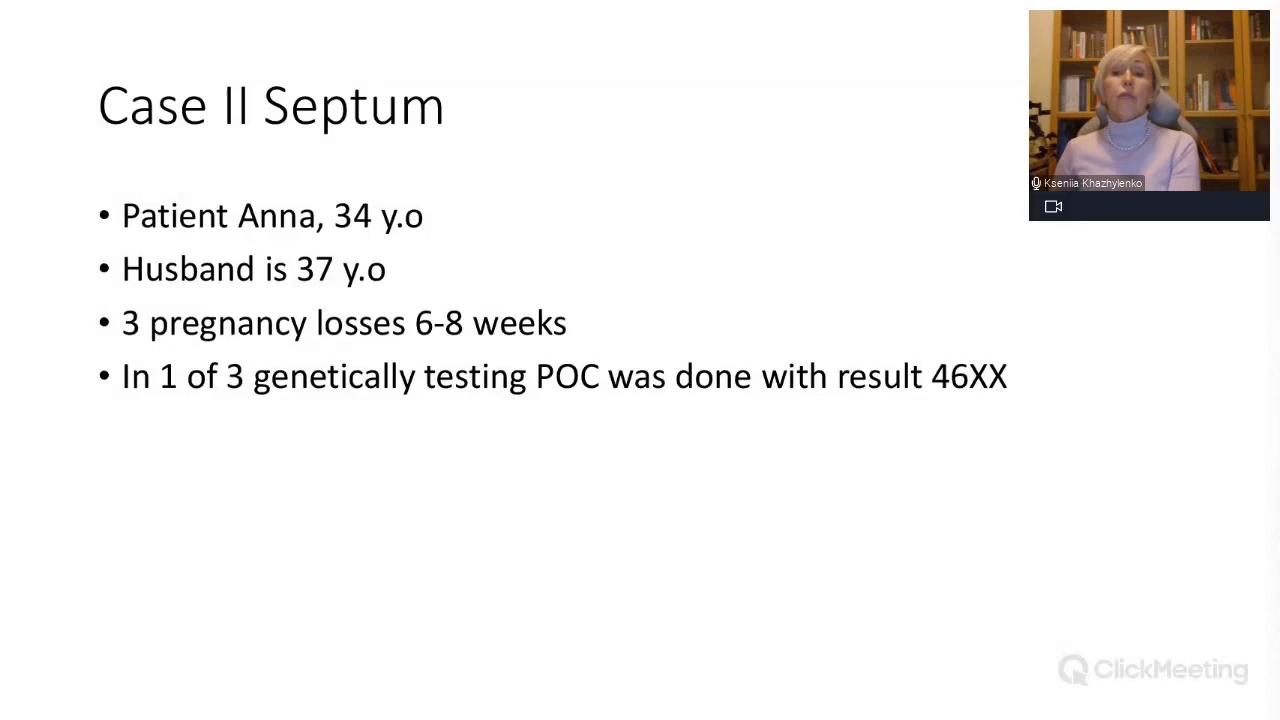 Case II Septum
Kseniia Khazhylenko
• Patient Anna, 34 y.o
• Husband is 37 y.o
• 3 pregnancy losses 6-8 weeks
• In 1 of 3 genetically testing POC was done with result 46XX
ClickMeeting